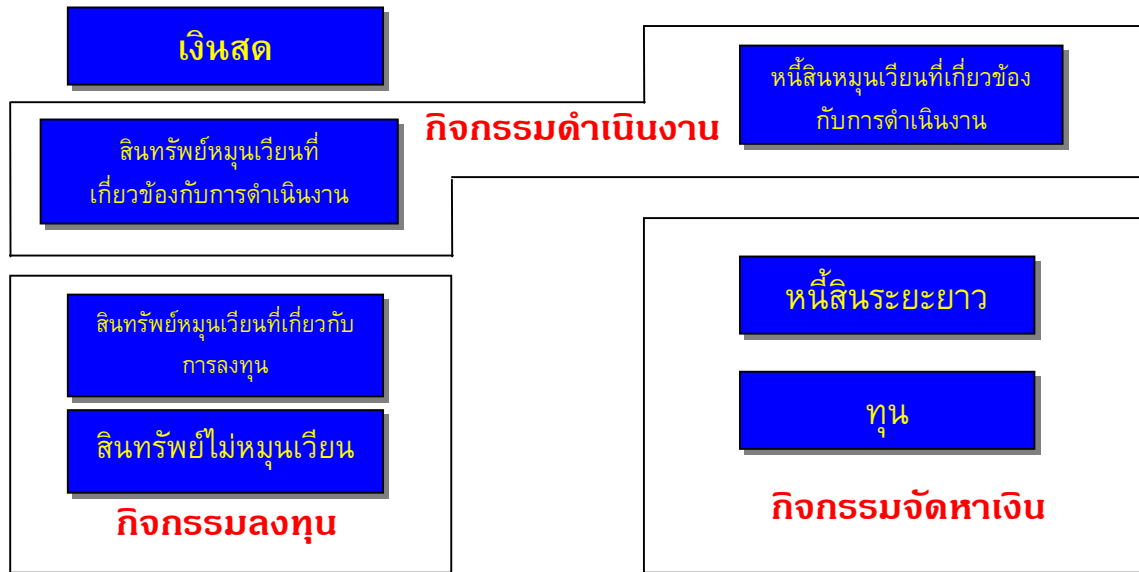 เงินสด
หนี้สินหมุนเวียนที่เกี่ยวข้อง
กับการดำเนินงาน
กิจกรรมดำเนินงาน
สินทรัพย์หมุนเวียนที่
เกี่ยวข้องกับการดำเนินงาน
สินทรัพย์หมุนเวียนที่เกี่ยวกับ
การลงทุน
สินทรัพย์ไม่หมุนเวียน
กิจกรรมลงทุน
หนี้สินระยะยาว
ทุน
กิจกรรมจัดหาเงิน